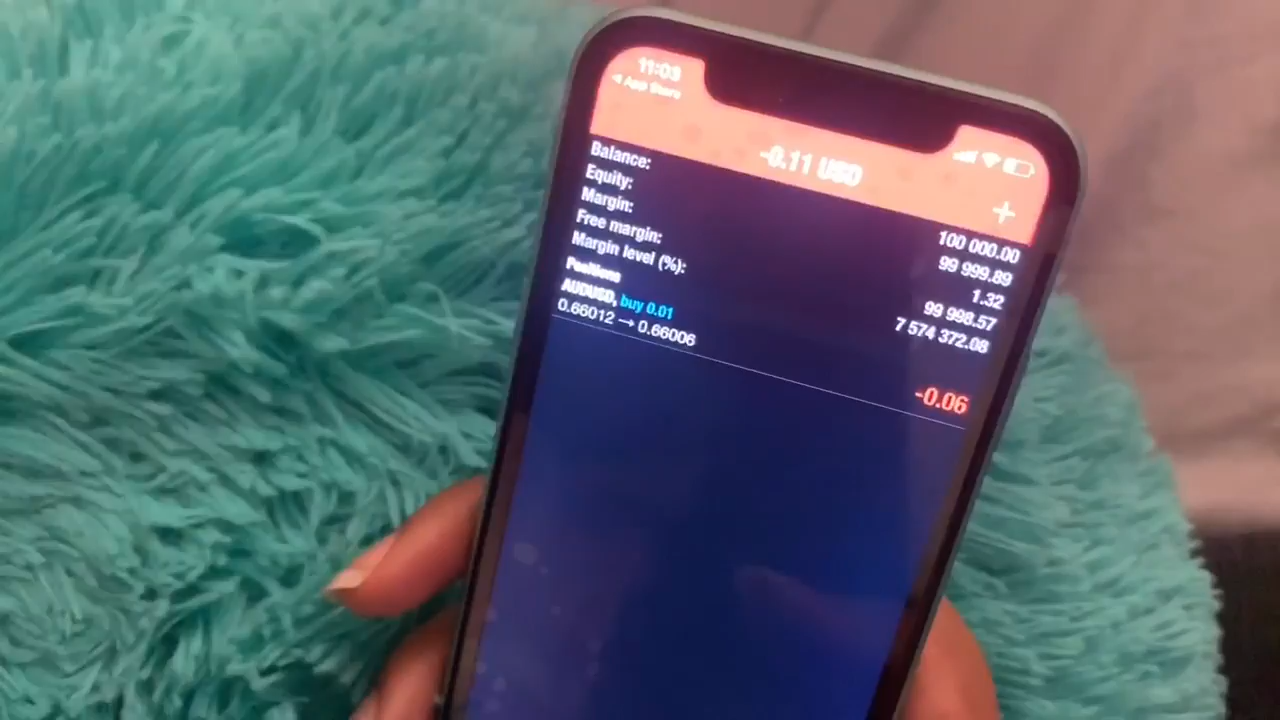 11:03
◀ App Store
-0.11 USD
+
Balance: 100 000.00
Equity: 99 999.89
Margin: 1.32
Free margin: 99 998.57
Margin level (%): 7 574 372.08
Positions
AUDUSD, buy 0.01
0.66012 → 0.66006 -0.06